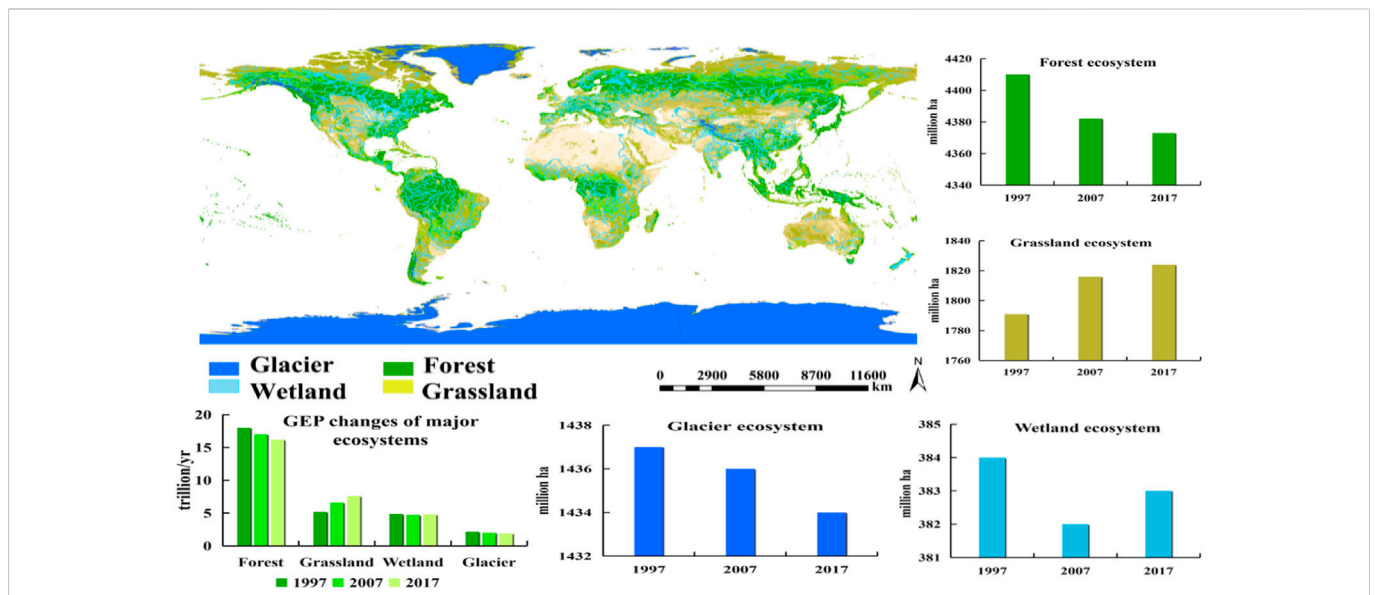 Forest ecosystem
million ha
4420
4400
4380
4360
4340
1997 2007 2017
Grassland ecosystem
million ha
1840
1820
1800
1780
1760
1997 2007 2017
Glacier Forest
Wetland Grassland
N
0 2900 5800 8700 11600
km
GEP changes of major
ecosystems
trillion/yr
20
15
10
5
0
Forest Grassland Wetland Glacier
1997 2007 2017
Glacier ecosystem
million ha
1438
1436
1434
1432
1997 2007 2017
Wetland ecosystem
million ha
385
384
383
382
381
1997 2007 2017